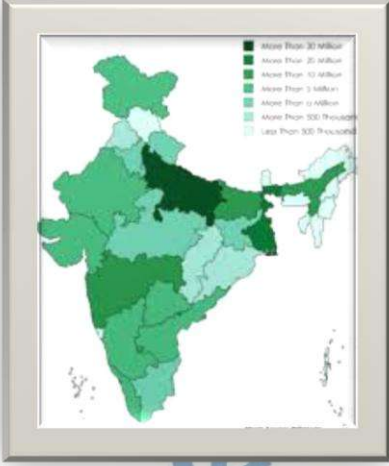 More Than 30 Million
More Than 20 Million
More Than 10 Million
More Than 5 Million
More Than Million
More Than 500 Thousand
Less Than 500 Thousand